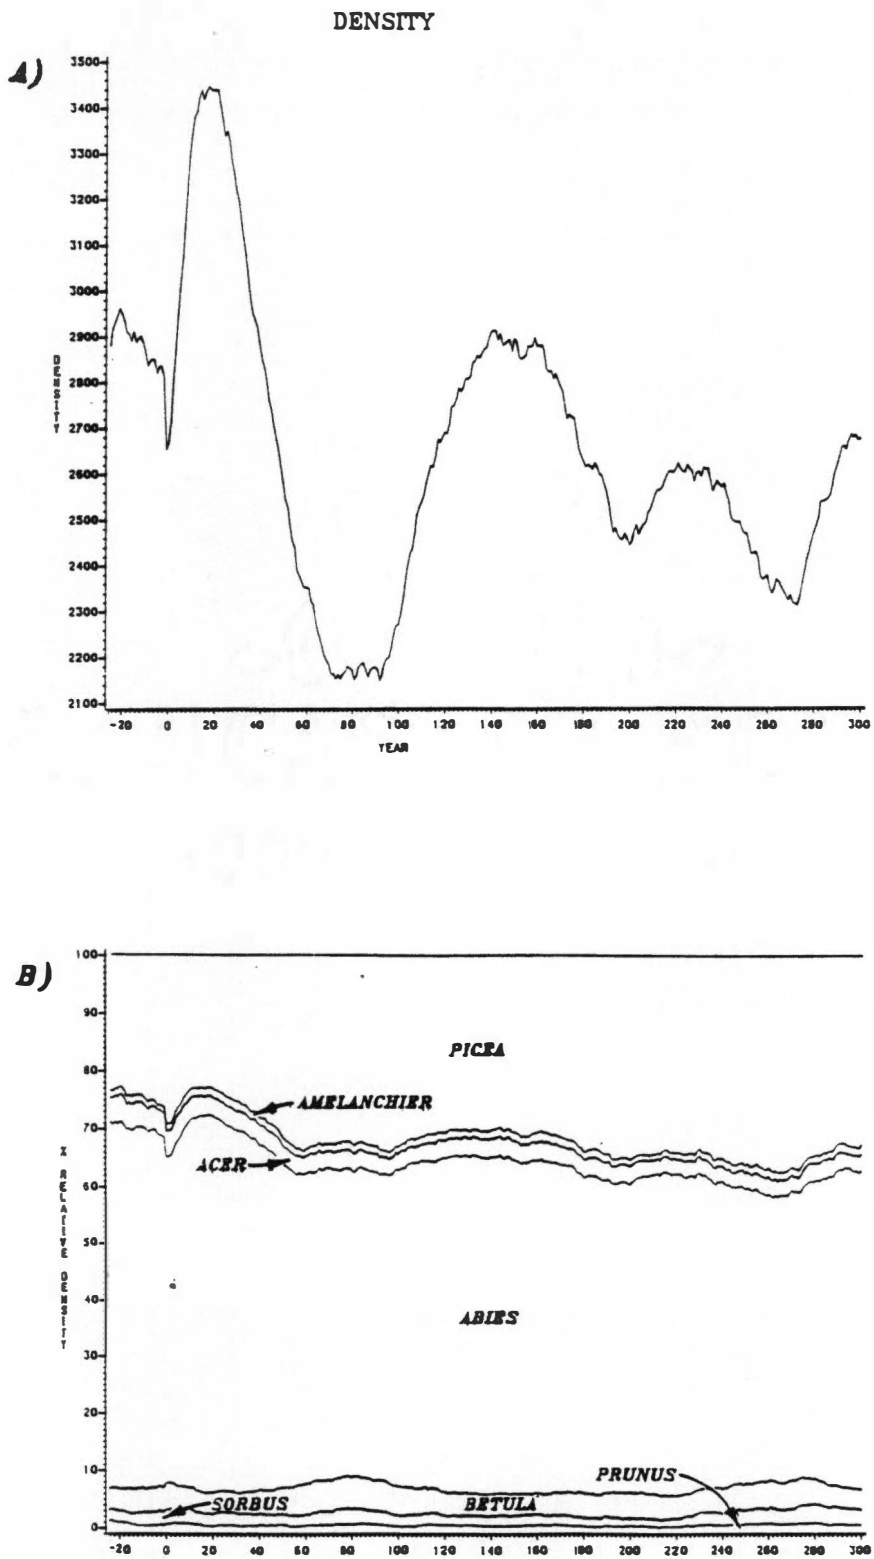 DENSITY
A)
3500
3400
3300
3200
3100
3000
2900
2800
2700
2600
2500
2400
2300
2200
2100
DENSITY
-20 0 20 40 60 80 100 120 140 160 180 200 220 240 260 280 300
YEAR
B)
100
90
80
70
60
50
40
30
20
10
0
% RELATIVE DENSITY
PICEA
AMELANCHIER
ACER
ABIES
PRUNUS
SORBUS
BETULA
-20 0 20 40 60 80 100 120 140 160 180 200 220 240 260 280 300